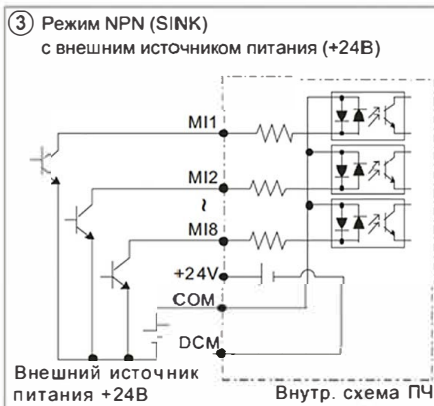 ③ Режим NPN (SINK)
с внешним источником питания (+24В)
MI1
MI2
~
MI8
+24V
COM
DCM
Внешний источник
питания +24В
Внутр. схема ПЧ